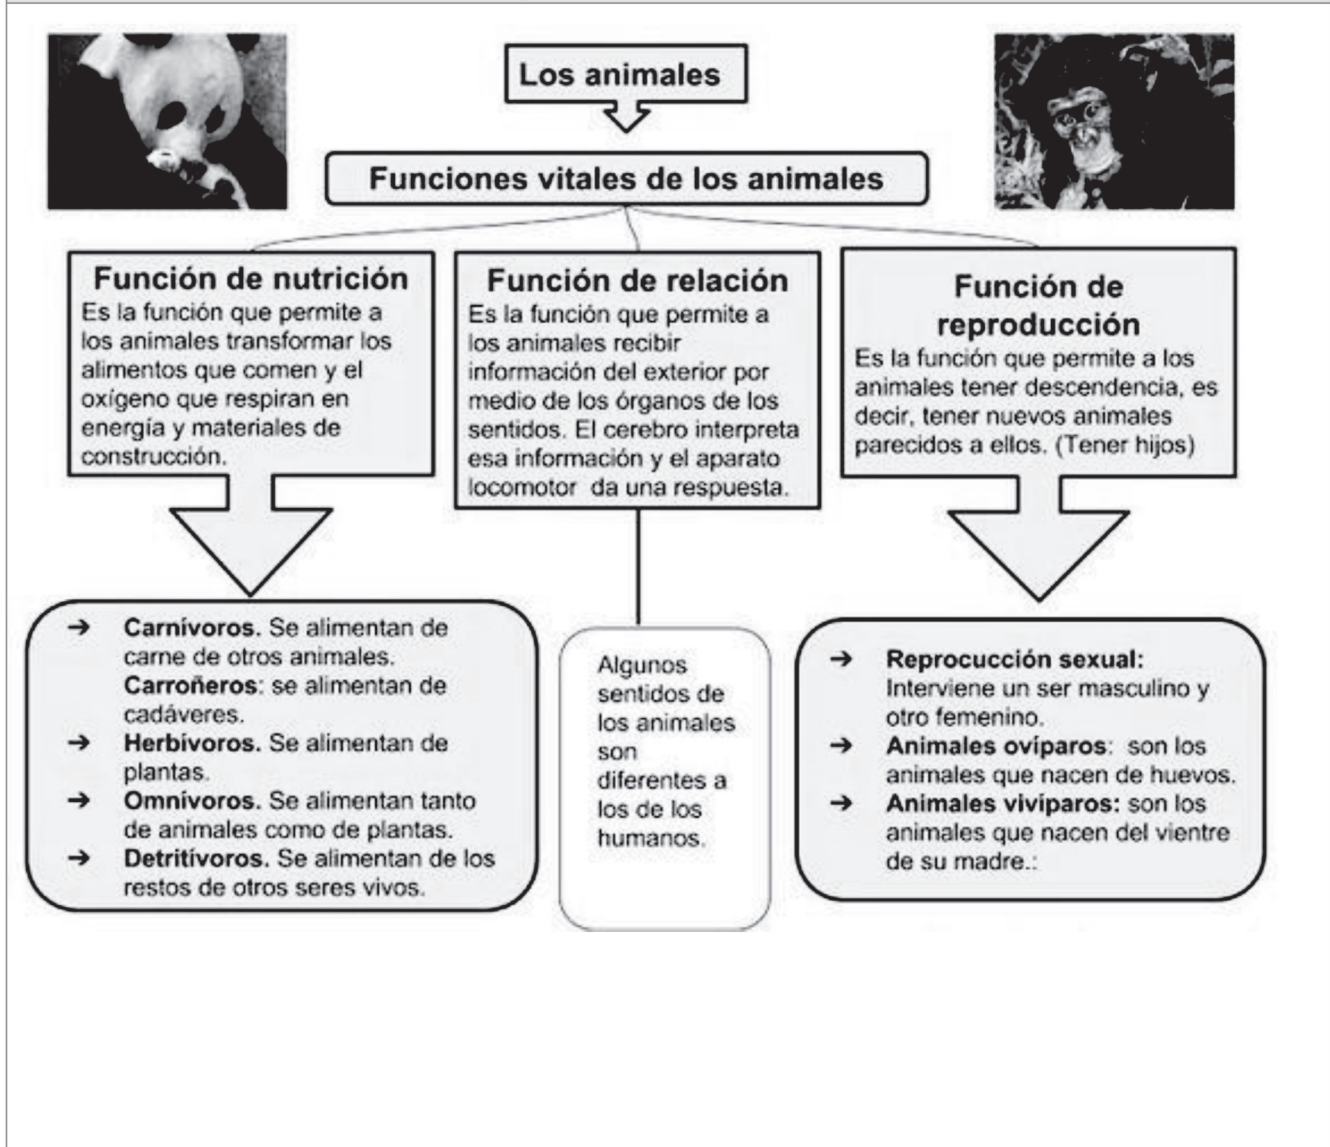 Los animales
Funciones vitales de los animales
Función de nutrición
Es la función que permite a
los animales transformar los
alimentos que comen y el
oxígeno que respiran en
energía y materiales de
construcción.
Función de relación
Es la función que permite a
los animales recibir
información del exterior por
medio de los órganos de los
sentidos. El cerebro interpreta
esa información y el aparato
locomotor da una respuesta.
Función de
reproducción
Es la función que permite a los
animales tener descendencia, es
decir, tener nuevos animales
parecidos a ellos. (Tener hijos)
➔ Carnívoros. Se alimentan de
carne de otros animales.
Carroñeros: se alimentan de
cadáveres.
➔ Herbívoros. Se alimentan de
plantas.
➔ Omnívoros. Se alimentan tanto
de animales como de plantas.
➔ Detritívoros. Se alimentan de los
restos de otros seres vivos.
Algunos
sentidos de
los animales
son
diferentes a
los de los
humanos.
➔ Reprocucción sexual:
Interviene un ser masculino y
otro femenino.
➔ Animales ovíparos: son los
animales que nacen de huevos.
➔ Animales vivíparos: son los
animales que nacen del vientre
de su madre.: